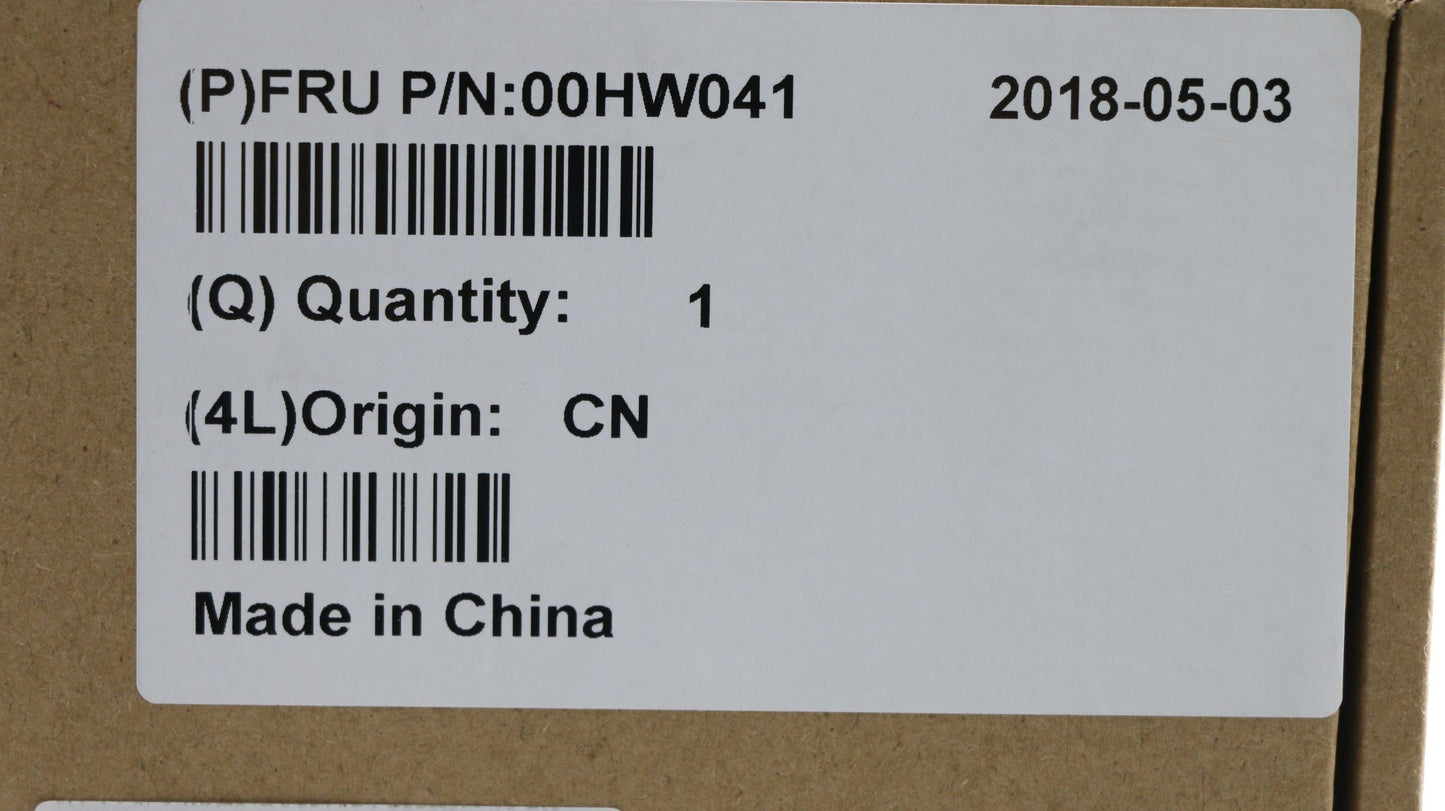 (P)FRU P/N:00HW041 2018-05-03
(Q) Quantity: 1
(4L)Origin: CN
Made in China